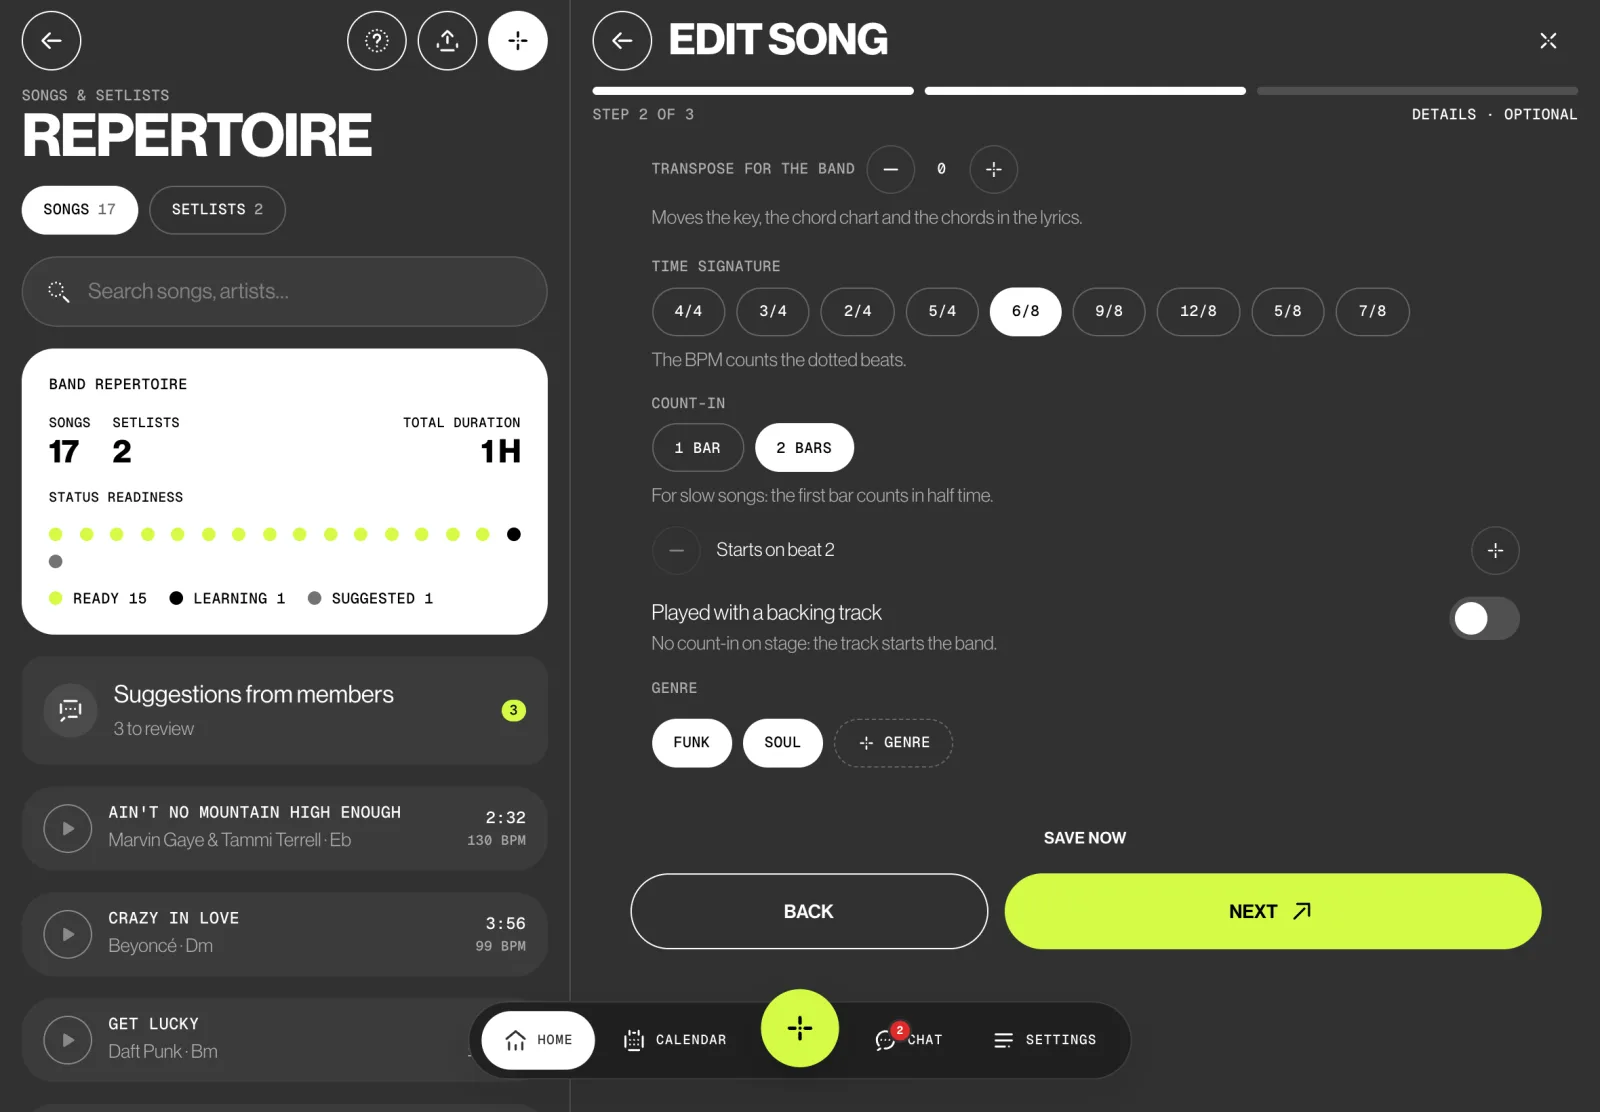 SONGS & SETLISTS
REPERTOIRE
SONGS 17
SETLISTS 2
Search songs, artists...
BAND REPERTOIRE
SONGS SETLISTS TOTAL DURATION
17 2 1H
STATUS READINESS
READY 15 LEARNING 1 SUGGESTED 1
Suggestions from members
3 to review
3
AIN'T NO MOUNTAIN HIGH ENOUGH
2:32
Marvin Gaye & Tammi Terrell · Eb
130 BPM
CRAZY IN LOVE
3:56
Beyoncé · Dm
99 BPM
GET LUCKY
Daft Punk · Bm
EDIT SONG
STEP 2 OF 3
DETAILS · OPTIONAL
TRANSPOSE FOR THE BAND
0
Moves the key, the chord chart and the chords in the lyrics.
TIME SIGNATURE
4/4 3/4 2/4 5/4 6/8 9/8 12/8 5/8 7/8
The BPM counts the dotted beats.
COUNT-IN
1 BAR 2 BARS
For slow songs: the first bar counts in half time.
Starts on beat 2
Played with a backing track
No count-in on stage: the track starts the band.
GENRE
FUNK SOUL GENRE
SAVE NOW
BACK NEXT
HOME CALENDAR 2 CHAT SETTINGS